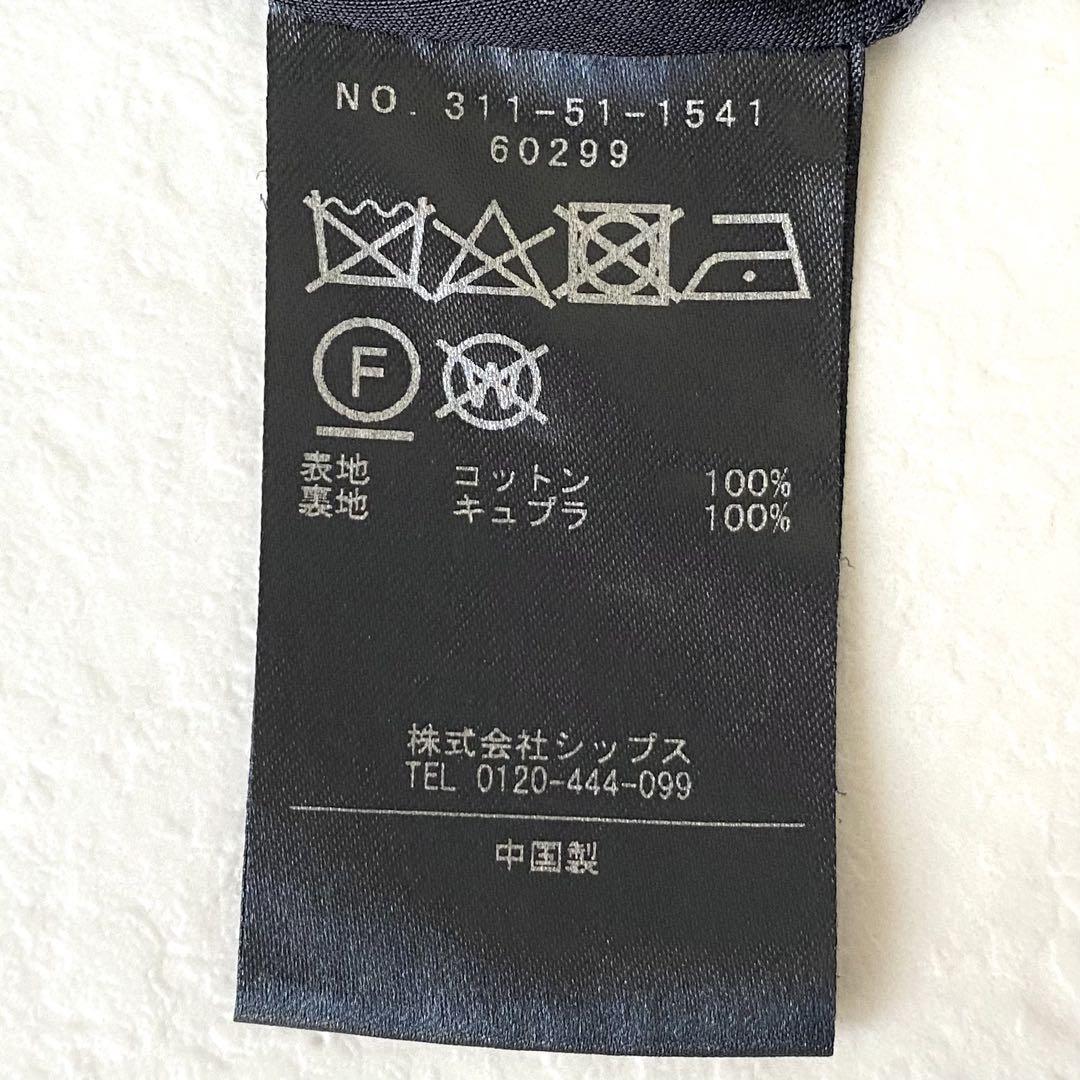 NO. 311-51-1541
60299
F W
表地 コットン 100%
裏地 キュプラ 100%
株式会社シップス
TEL 0120-444-099
中国製